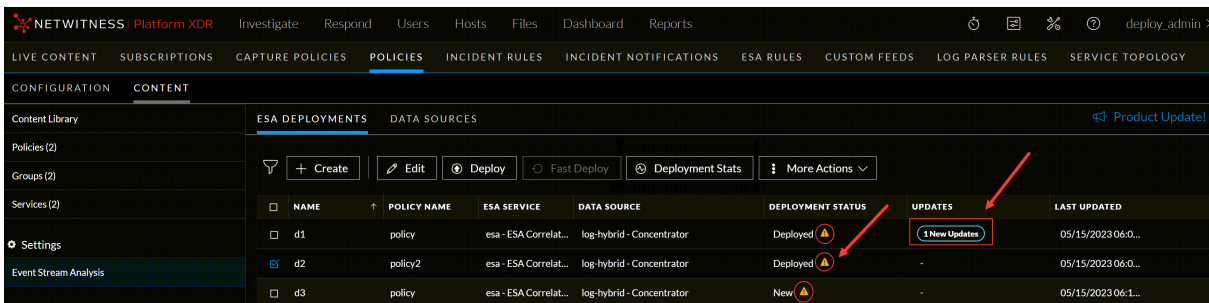 NETWITNESS | Platform XDR Investigate Respond Users Hosts Files Dashboard Reports deploy_admin
LIVE CONTENT SUBSCRIPTIONS CAPTURE POLICIES POLICIES INCIDENT RULES INCIDENT NOTIFICATIONS ESA RULES CUSTOM FEEDS LOG PARSER RULES SERVICE TOPOLOGY
CONFIGURATION CONTENT
Content Library
Policies (2)
Groups (2)
Services (2)
Settings
Event Stream Analysis
ESA DEPLOYMENTS DATA SOURCES Product Update!
+ Create Edit Deploy Fast Deploy Deployment Stats More Actions
NAME ↑ POLICY NAME ESA SERVICE DATA SOURCE DEPLOYMENT STATUS UPDATES LAST UPDATED
d1 policy esa - ESA Correlat... log-hybrid - Concentrator Deployed 1 New Updates 05/15/2023 06:0...
d2 policy2 esa - ESA Correlat... log-hybrid - Concentrator Deployed - 05/15/2023 06:0...
d3 policy esa - ESA Correlat... log-hybrid - Concentrator New - 05/15/2023 06:1...